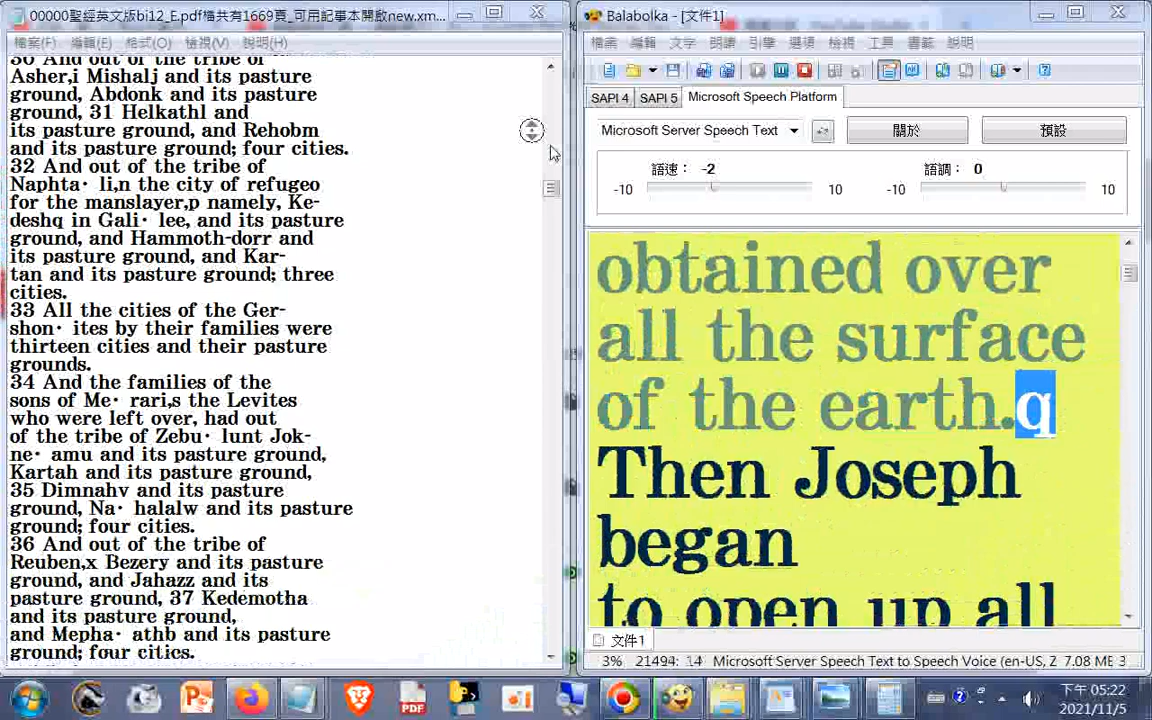 00000聖經英文版bi12_E.pdf檔共有1669頁_可用記事本開啟new.xm...
檔案(F) 編輯(E) 格式(O) 檢視(V) 說明(H)
30 And out of the tribe of
Asher,i Mishalj and its pasture
ground, Abdonk and its pasture
ground, 31 Helkathl and
its pasture ground, and Rehobm
and its pasture ground; four cities.
32 And out of the tribe of
Naphta· li,n the city of refugeo
for the manslayer,p namely, Ke-
deshq in Gali· lee, and its pasture
ground, and Hammoth-dorr and
its pasture ground, and Kar-
tan and its pasture ground; three
cities.
33 All the cities of the Ger-
shon· ites by their families were
thirteen cities and their pasture
grounds.
34 And the families of the
sons of Me· rari,s the Levites
who were left over, had out
of the tribe of Zebu· lunt Jok-
ne· amu and its pasture ground,
Kartah and its pasture ground,
35 Dimnahv and its pasture
ground, Na· halalw and its pasture
ground; four cities.
36 And out of the tribe of
Reuben,x Bezery and its pasture
ground, and Jahazz and its
pasture ground, 37 Kedemotha
and its pasture ground,
and Mepha· athb and its pasture
ground; four cities.
Balabolka - [文件1]
檔案 編輯 文字 朗讀 引擎 選項 檢視 工具 書籤 說明
SAPI 4 SAPI 5 Microsoft Speech Platform
Microsoft Server Speech Text 關於 預設
語速： -2 語調： 0
-10 10 -10 10
obtained over
all the surface
of the earth.q
Then Joseph
began
to open up all
文件1
3% 21494: 14 Microsoft Server Speech Text to Speech Voice (en-US, 2 7.08 ME 3
PDF
下午 05:22
2021/11/5